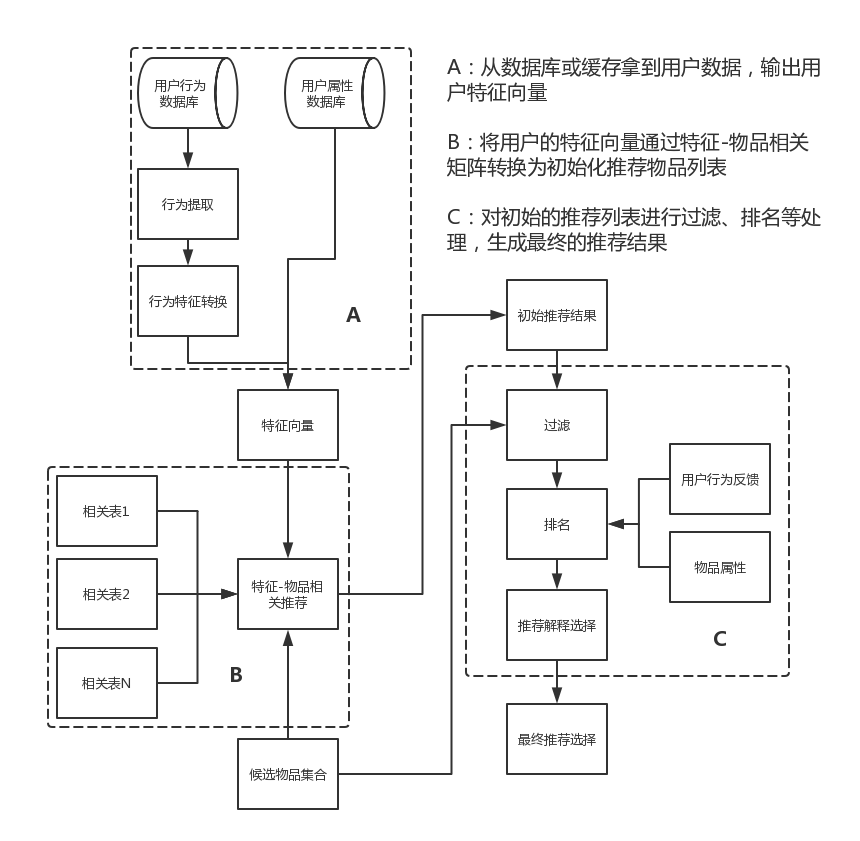 用户行为
数据库
用户属性
数据库
A：从数据库或缓存拿到用户数据，输出用
户特征向量
B：将用户的特征向量通过特征-物品相关
矩阵转换为初始化推荐物品列表
C：对初始的推荐列表进行过滤、排名等处
理，生成最终的推荐结果
行为提取
行为特征转换
A
初始推荐结果
特征向量
过滤
用户行为反馈
相关表1
排名
物品属性
相关表2
特征-物品相
关推荐
推荐解释选择
C
相关表N
B
最终推荐选择
候选物品集合